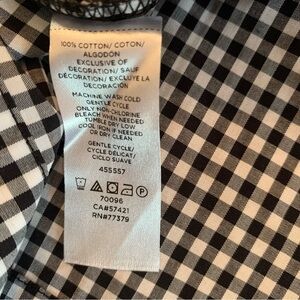 100% COTTON/ COTON/
ALGODON
EXCLUSIVE OF
DECORATION/ SAUF
DÉCORATION/ EXCLUYE LA
DECORACIÓN
MACHINE WASH COLD
GENTLE CYCLE
ONLY NON-CHLORINE
BLEACH WHEN NEEDED
TUMBLE DRY LOW
COOL IRON IF NEEDED
OR DRY CLEAN
GENTLE CYCLE/
CYCLE DÉLICAT/
CICLO SUAVE
455557
P
70096
CA#57421
RN#77379